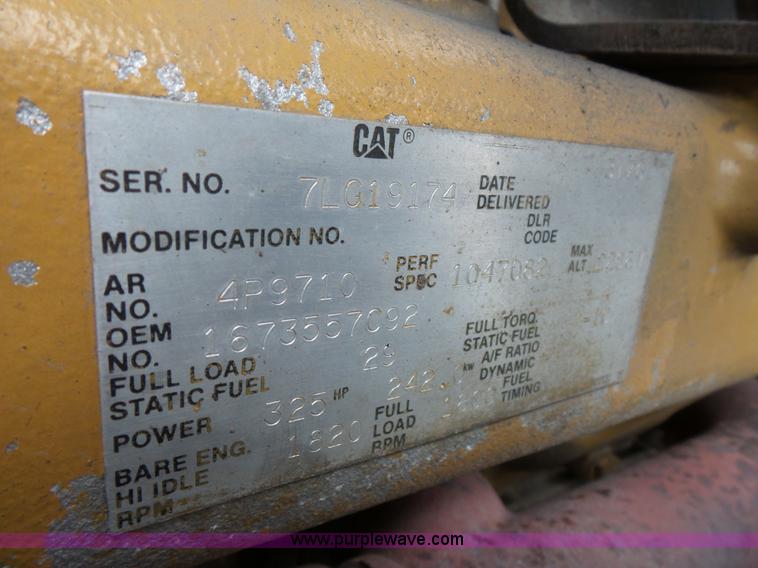 CAT®
SER. NO. 7LG19174 DATE DELIVERED
MODIFICATION NO. DLR CODE
AR NO. 4P9710 PERF SPEC 1047082 MAX ALT
OEM NO. 1673557C92 FULL TORQ. STATIC FUEL
FULL LOAD STATIC FUEL 29 A/F RATIO DYNAMIC
POWER 325 HP 242. kw FUEL TIMING
BARE ENG. HI IDLE RPM 1820 FULL LOAD RPM
www.purplewave.com